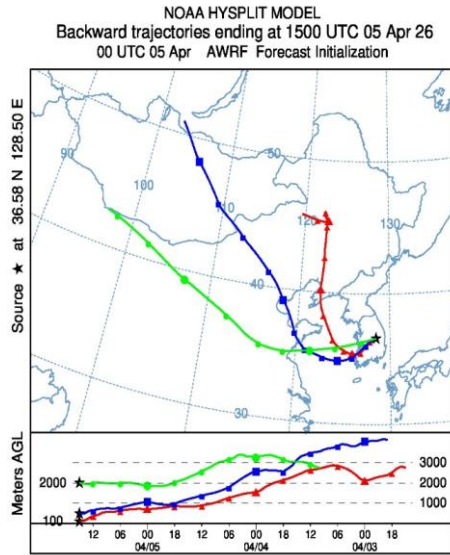 NOAA HYSPLIT MODEL
Backward trajectories ending at 1500 UTC 05 Apr 26
00 UTC 05 Apr AWRF Forecast Initialization
Source ★ at 36.58 N 128.50 E
90
100
110
120
130
50
40
30
Meters AGL
2000
100
3000
2000
1000
12 06 00 18 12 06 00 18 12 06 00 18
04/05 04/04 04/03